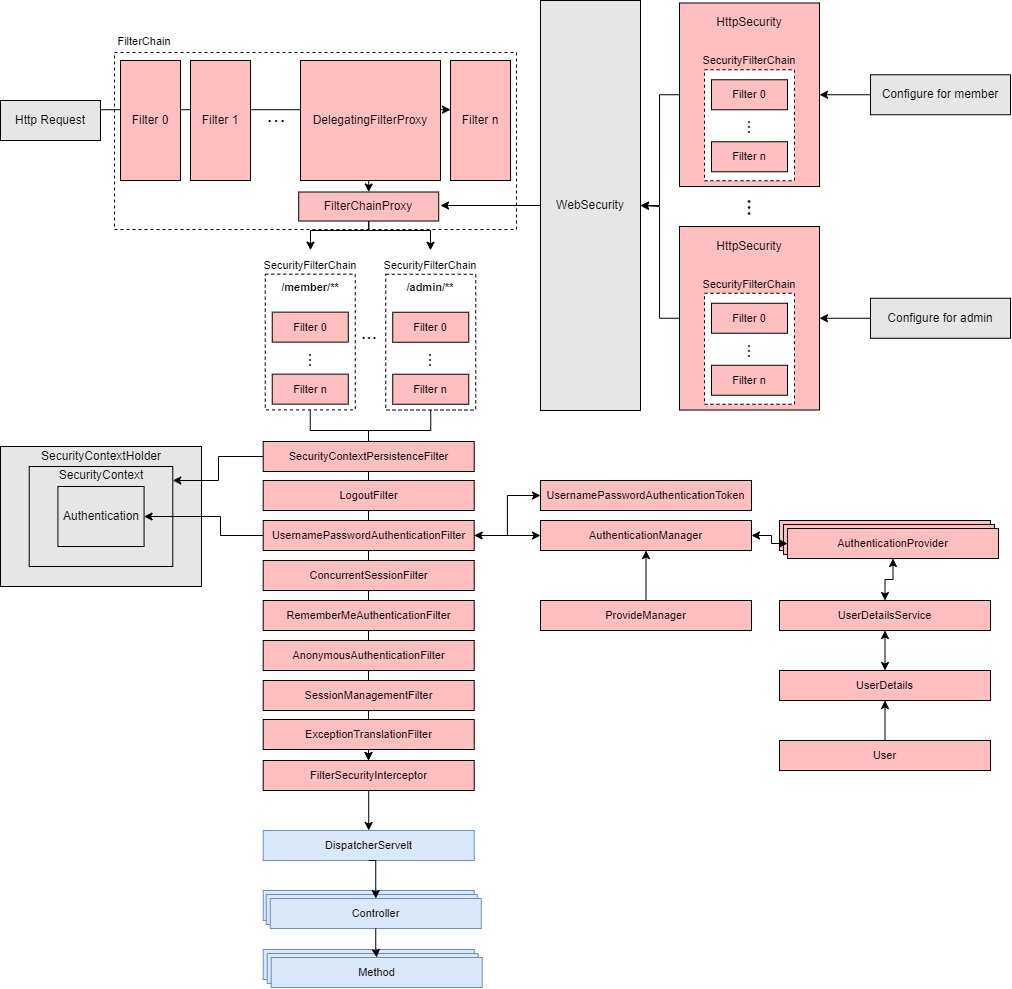 FilterChain
Http Request
Filter 0
Filter 1
...
DelegatingFilterProxy
Filter n
FilterChainProxy
WebSecurity
HttpSecurity
SecurityFilterChain
Filter 0
...
Filter n
Configure for member
...
HttpSecurity
SecurityFilterChain
Filter 0
...
Filter n
Configure for admin
SecurityFilterChain
/member/**
Filter 0
...
Filter n
...
SecurityFilterChain
/admin/**
Filter 0
...
Filter n
SecurityContextHolder
SecurityContext
Authentication
SecurityContextPersistenceFilter
LogoutFilter
UsernamePasswordAuthenticationFilter
ConcurrentSessionFilter
RememberMeAuthenticationFilter
AnonymousAuthenticationFilter
SessionManagementFilter
ExceptionTranslationFilter
FilterSecurityInterceptor
UsernamePasswordAuthenticationToken
AuthenticationManager
ProvideManager
AuthenticationProvider
UserDetailsService
UserDetails
User
DispatcherServelt
Controller
Method